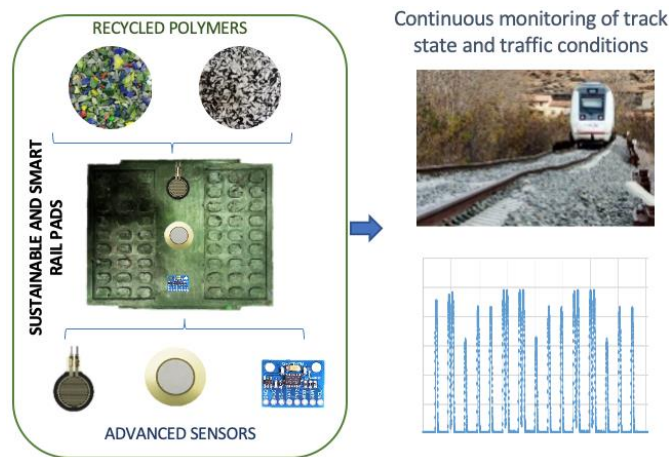 RECYCLED POLYMERS
SUSTAINABLE AND SMART
RAIL PADS
ADVANCED SENSORS
Continuous monitoring of track
state and traffic conditions